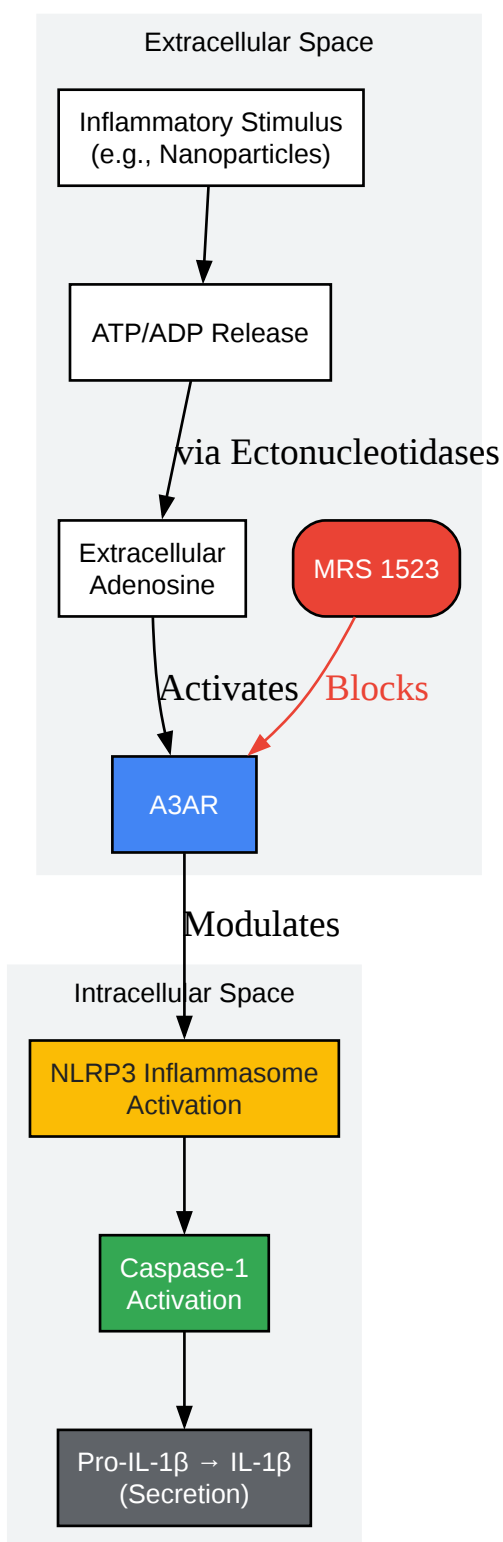 Extracellular Space
Inflammatory Stimulus
(e.g., Nanoparticles)
ATP/ADP Release
via Ectonucleotidases
Extracellular
Adenosine
MRS 1523
Activates
Blocks
A3AR
Modulates
Intracellular Space
NLRP3 Inflammasome
Activation
Caspase-1
Activation
Pro-IL-1β → IL-1β
(Secretion)